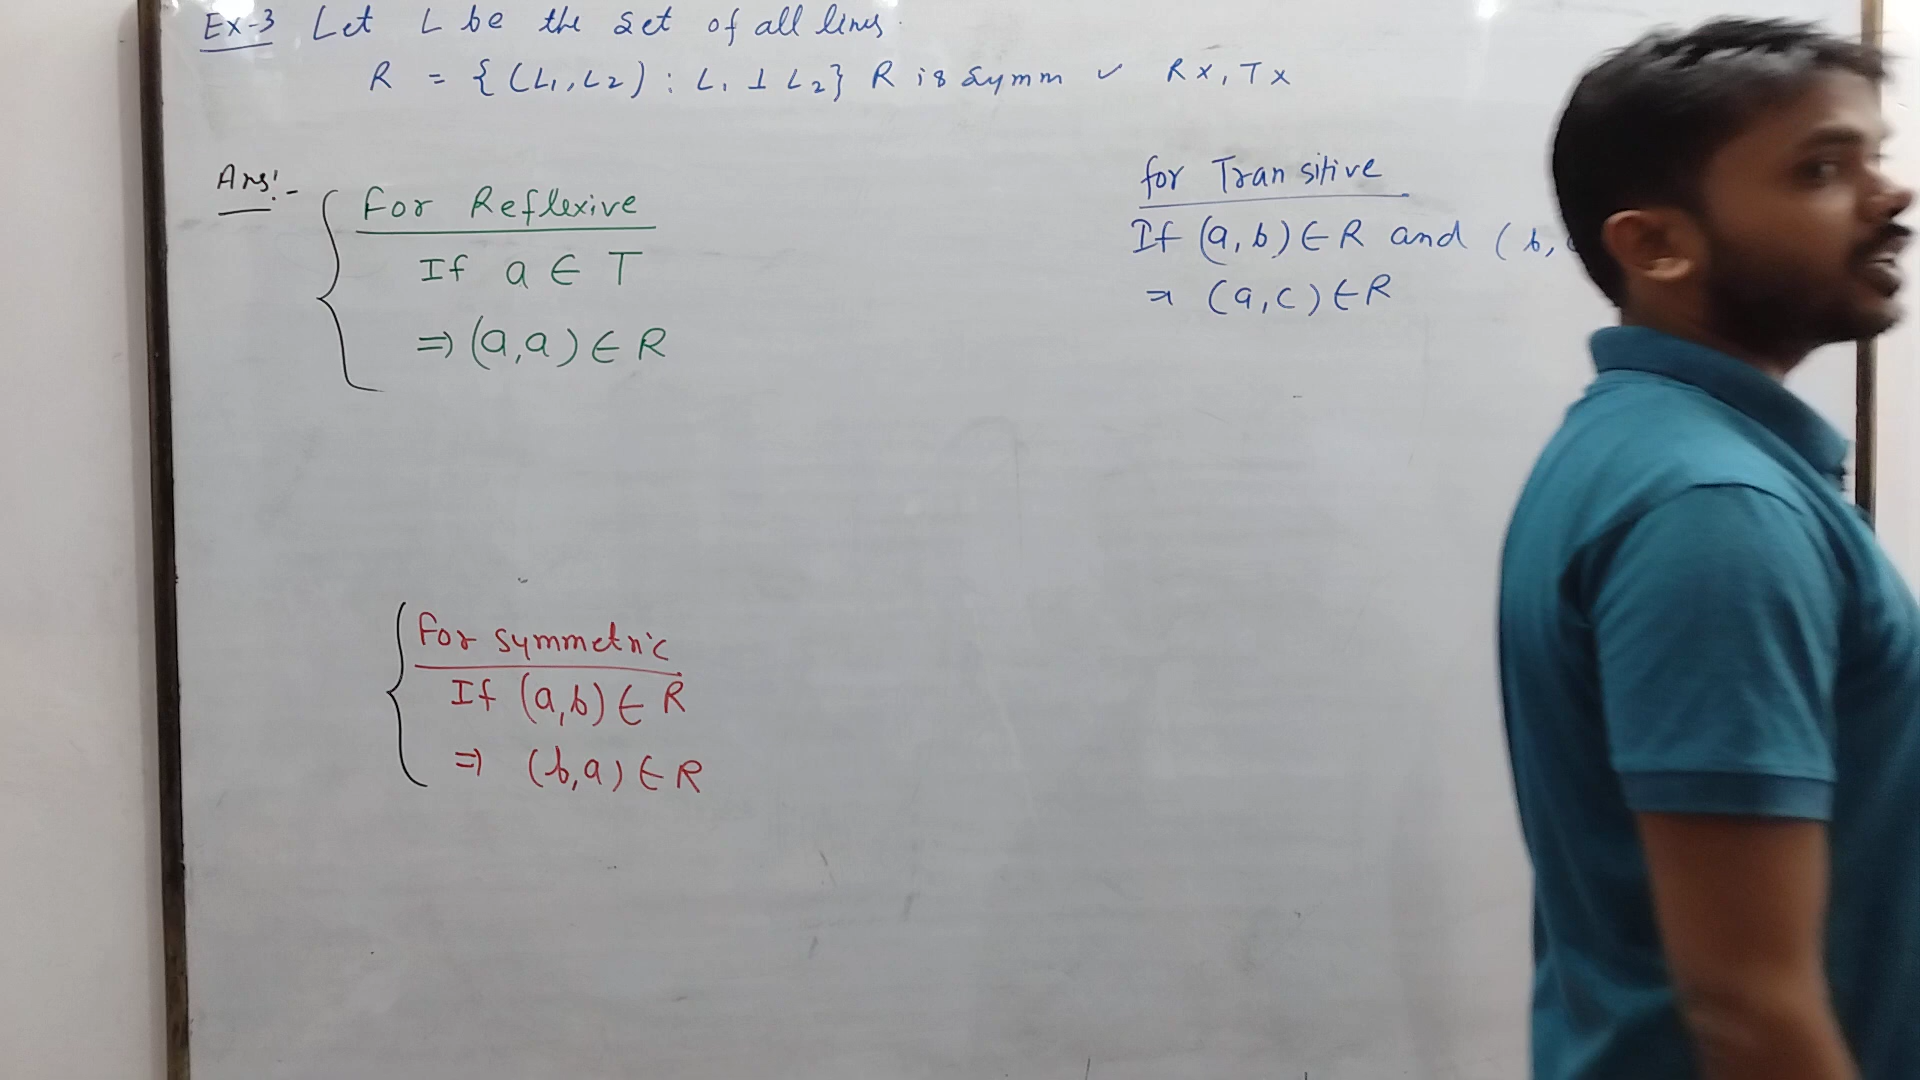 Ex-3 Let L be the set of all lines.
R = { (L1, L2) : L1 ⊥ L2} R is Symm ✓ R x, T x
Ans:-
For Reflexive
If a ∈ T
⇒ (a,a) ∈ R
For symmetric
If (a,b) ∈ R
⇒ (b,a) ∈ R
for Transitive
If (a,b) ∈ R and (b,
⇒ (a,c) ∈ R